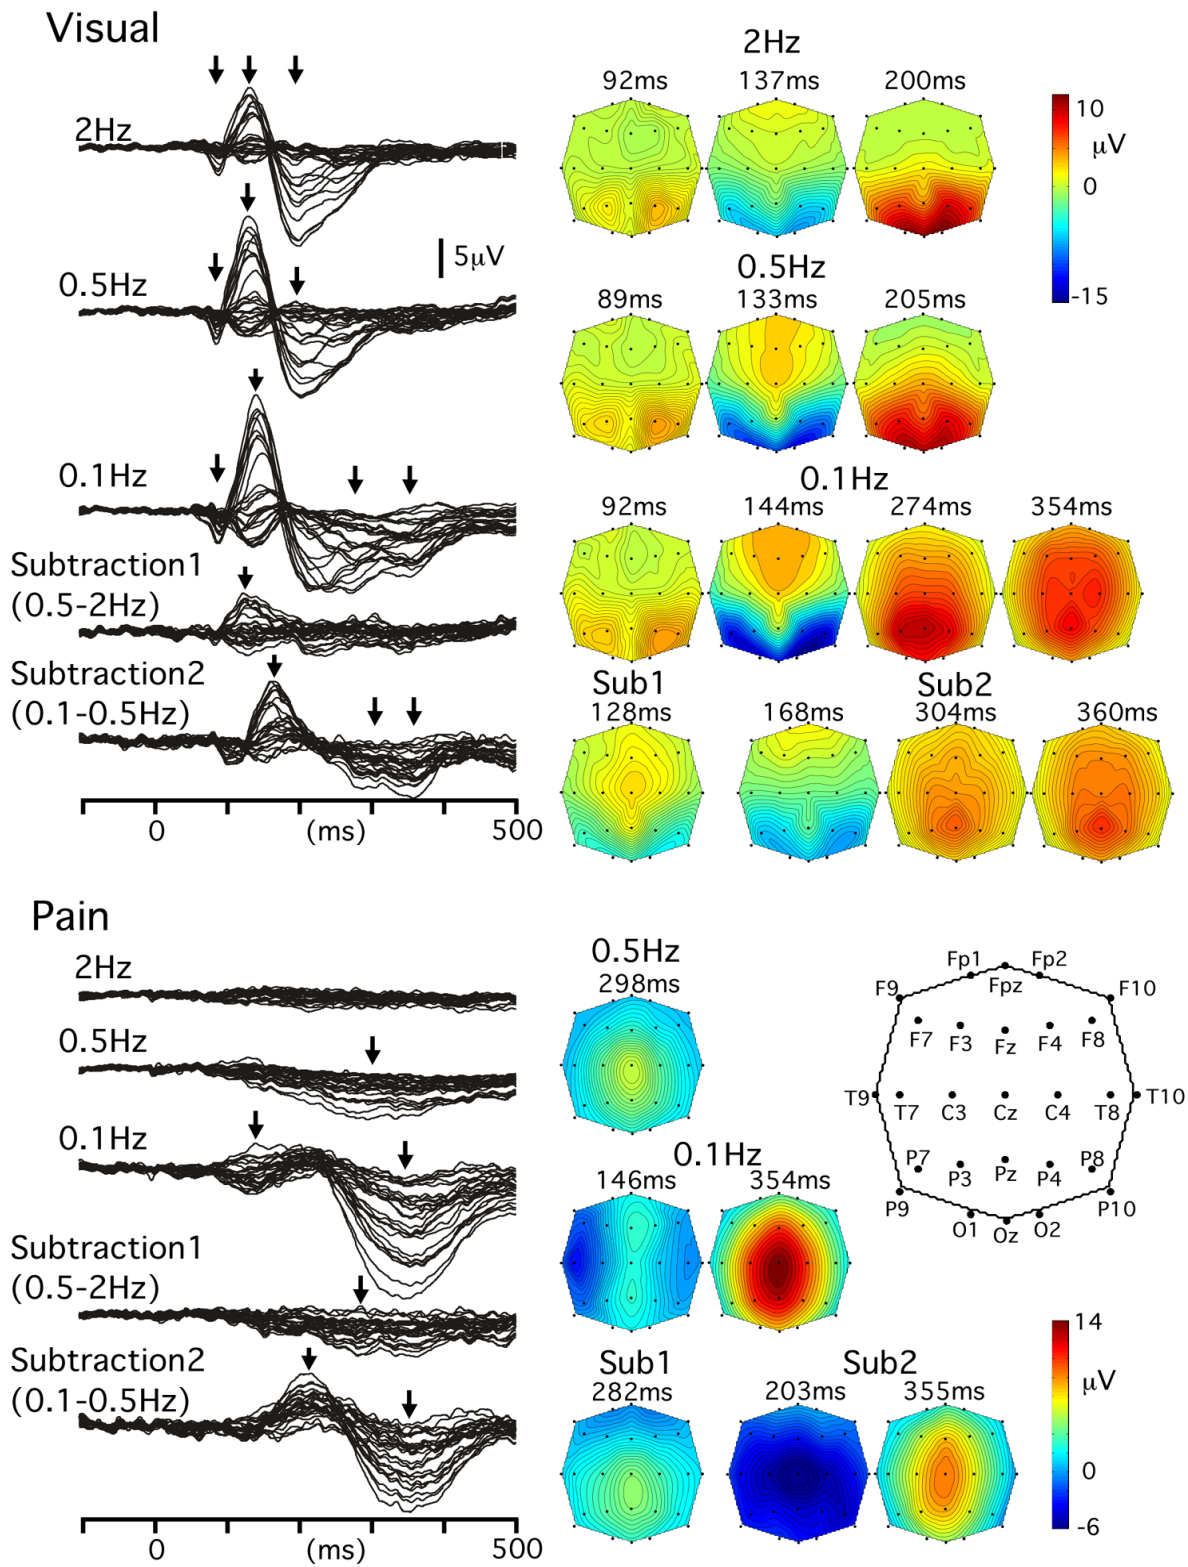 Visual
2Hz
92ms 137ms 200ms
10
μV
0
-15
2Hz
0.5Hz
5μV
0.5Hz
89ms 133ms 205ms
0.1Hz
0.1Hz
92ms 144ms 274ms 354ms
Subtraction1
(0.5-2Hz)
Subtraction2
(0.1-0.5Hz)
Sub1 Sub2
128ms 168ms 304ms 360ms
0 (ms) 500
Pain
2Hz
0.5Hz
0.1Hz
Subtraction1
(0.5-2Hz)
Subtraction2
(0.1-0.5Hz)
0 (ms) 500
0.5Hz
298ms
0.1Hz
146ms 354ms
Sub1 Sub2
282ms 203ms 355ms
Fp1 Fpz Fp2
F9 F10
F7 F3 Fz F4 F8
T9 T7 C3 Cz C4 T8 T10
P7 P3 Pz P4 P8
P9 P10
O1 Oz O2
14
μV
0
-6